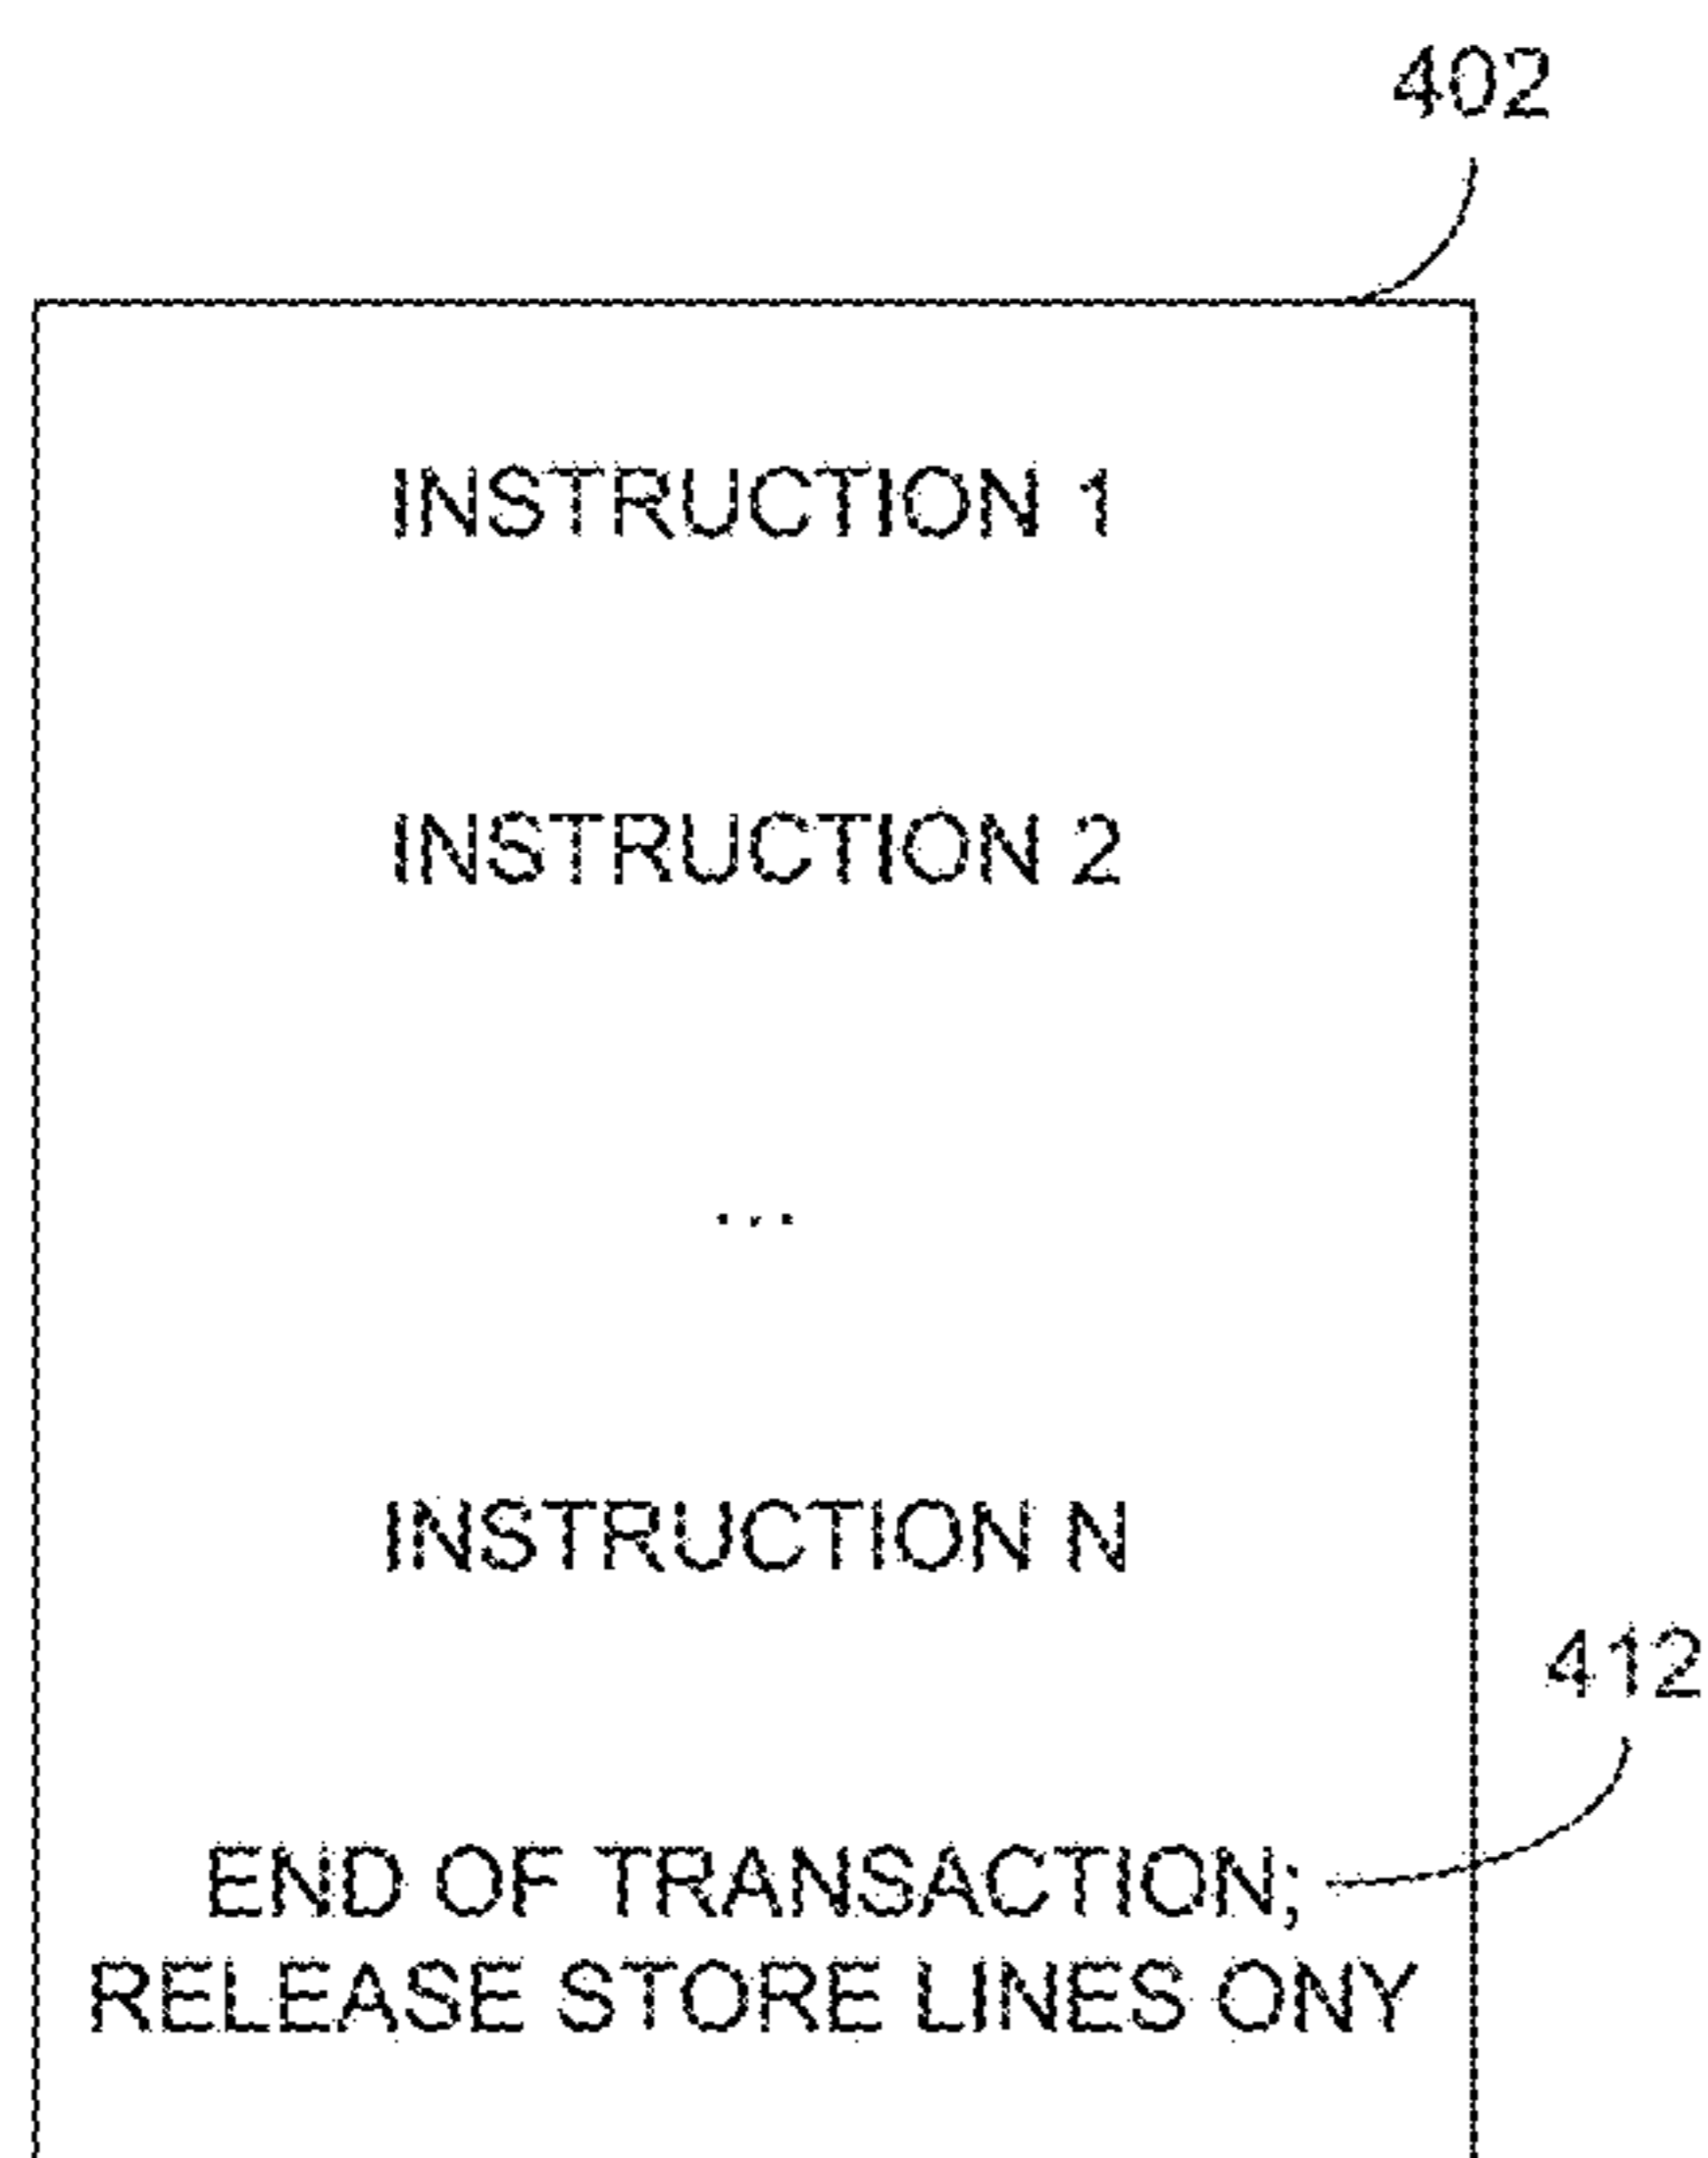 402
INSTRUCTION 1
INSTRUCTION 2
...
INSTRUCTION N
412
END OF TRANSACTION;
RELEASE STORE LINES ONY